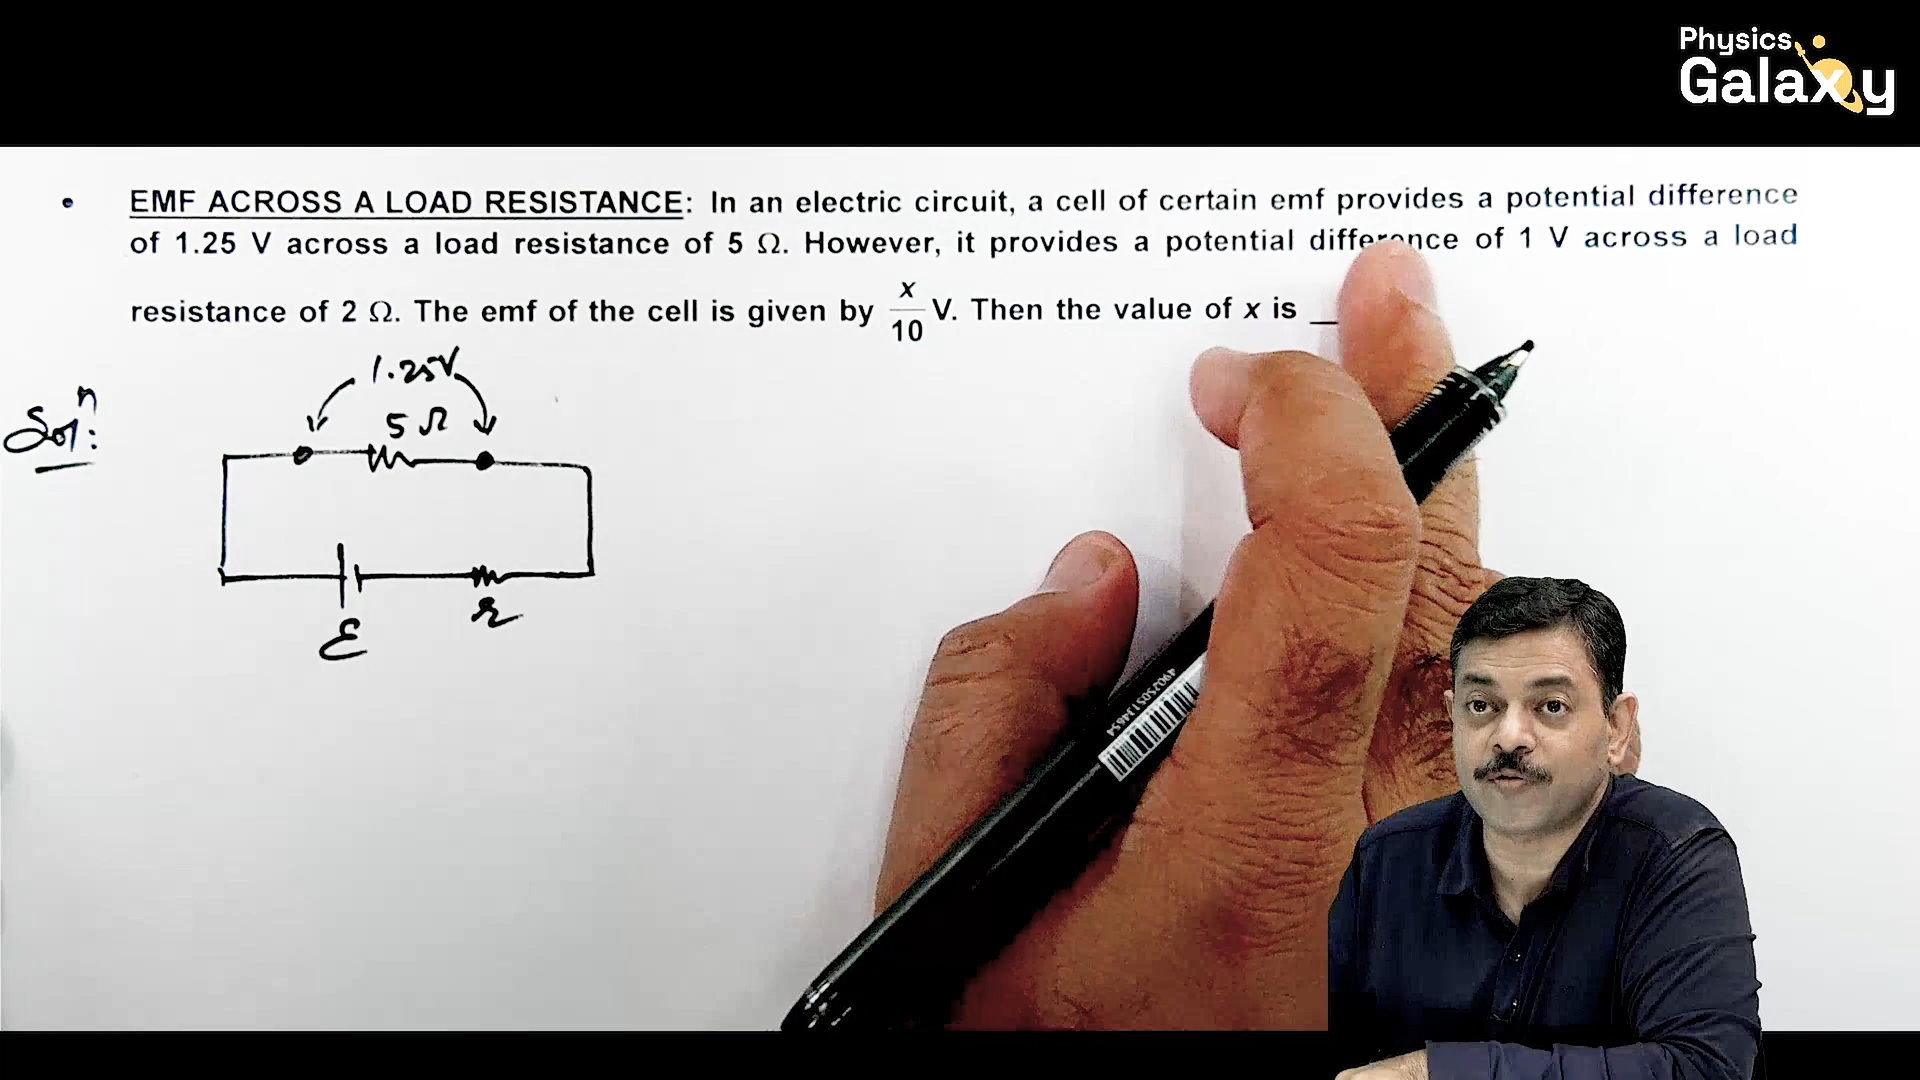 Physics
Galaxy
• EMF ACROSS A LOAD RESISTANCE: In an electric circuit, a cell of certain emf provides a potential difference
of 1.25 V across a load resistance of 5 Ω. However, it provides a potential difference of 1 V across a load
resistance of 2 Ω. The emf of the cell is given by x/10 V. Then the value of x is _
1.25V
5 Ω
Solⁿ:
ε
r
4902505134654